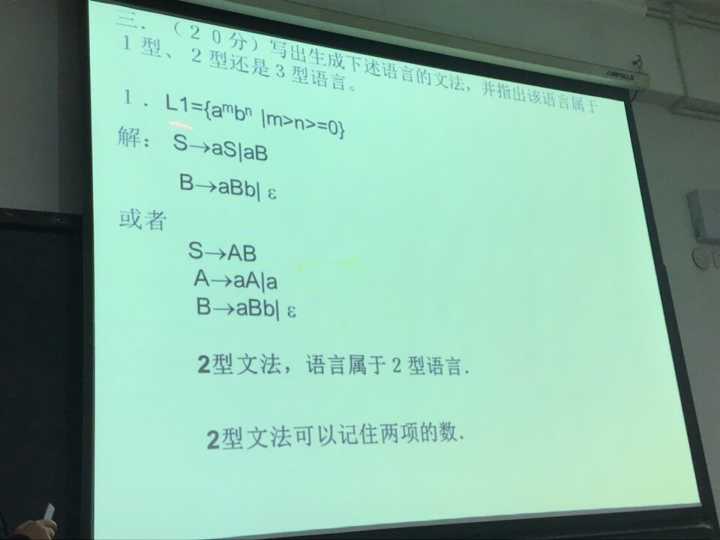 三.（２０分）写出生成下述语言的文法，并指出该语言属于
１型、２型还是３型语言。
１．L1={aᵐbⁿ |m>n>=0}
解： S→aS|aB
B→aBb| ε
或者
S→AB
A→aA|a
B→aBb| ε
2型文法，语言属于２型语言.
2型文法可以记住两项的数.